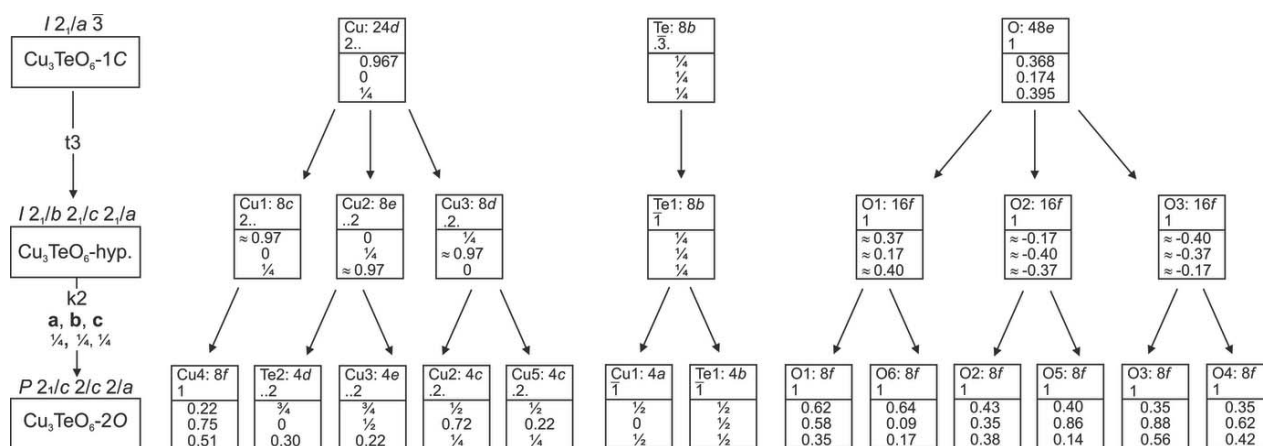 I 2₁/a 3̅
Cu₃TeO₆-1C
t3
I 2₁/b 2₁/c 2₁/a
Cu₃TeO₆-hyp.
k2
a, b, c
¼, ¼, ¼
P 2₁/c 2/c 2/a
Cu₃TeO₆-2O
Cu: 24d
2..
0.967
0
¼
Te: 8b
.3̅.
¼
¼
¼
O: 48e
1
0.368
0.174
0.395
Cu1: 8c
2..
≈ 0.97
0
¼
Cu2: 8e
..2
0
¼
≈ 0.97
Cu3: 8d
.2.
¼
≈ 0.97
0
Te1: 8b
1̅
¼
¼
¼
O1: 16f
1
≈ 0.37
≈ 0.17
≈ 0.40
O2: 16f
1
≈ -0.17
≈ -0.40
≈ -0.37
O3: 16f
1
≈ -0.40
≈ -0.37
≈ -0.17
Cu4: 8f
1
0.22
0.75
0.51
Te2: 4d
..2
¾
0
0.30
Cu3: 4e
..2
¾
½
0.22
Cu2: 4c
.2.
½
0.72
¼
Cu5: 4c
.2.
½
0.22
¼
Cu1: 4a
1̅
½
0
½
Te1: 4b
1̅
½
½
½
O1: 8f
1
0.62
0.58
0.35
O6: 8f
1
0.64
0.09
0.17
O2: 8f
1
0.43
0.35
0.38
O5: 8f
1
0.40
0.86
0.14
O3: 8f
1
0.35
0.88
0.56
O4: 8f
1
0.35
0.62
0.42